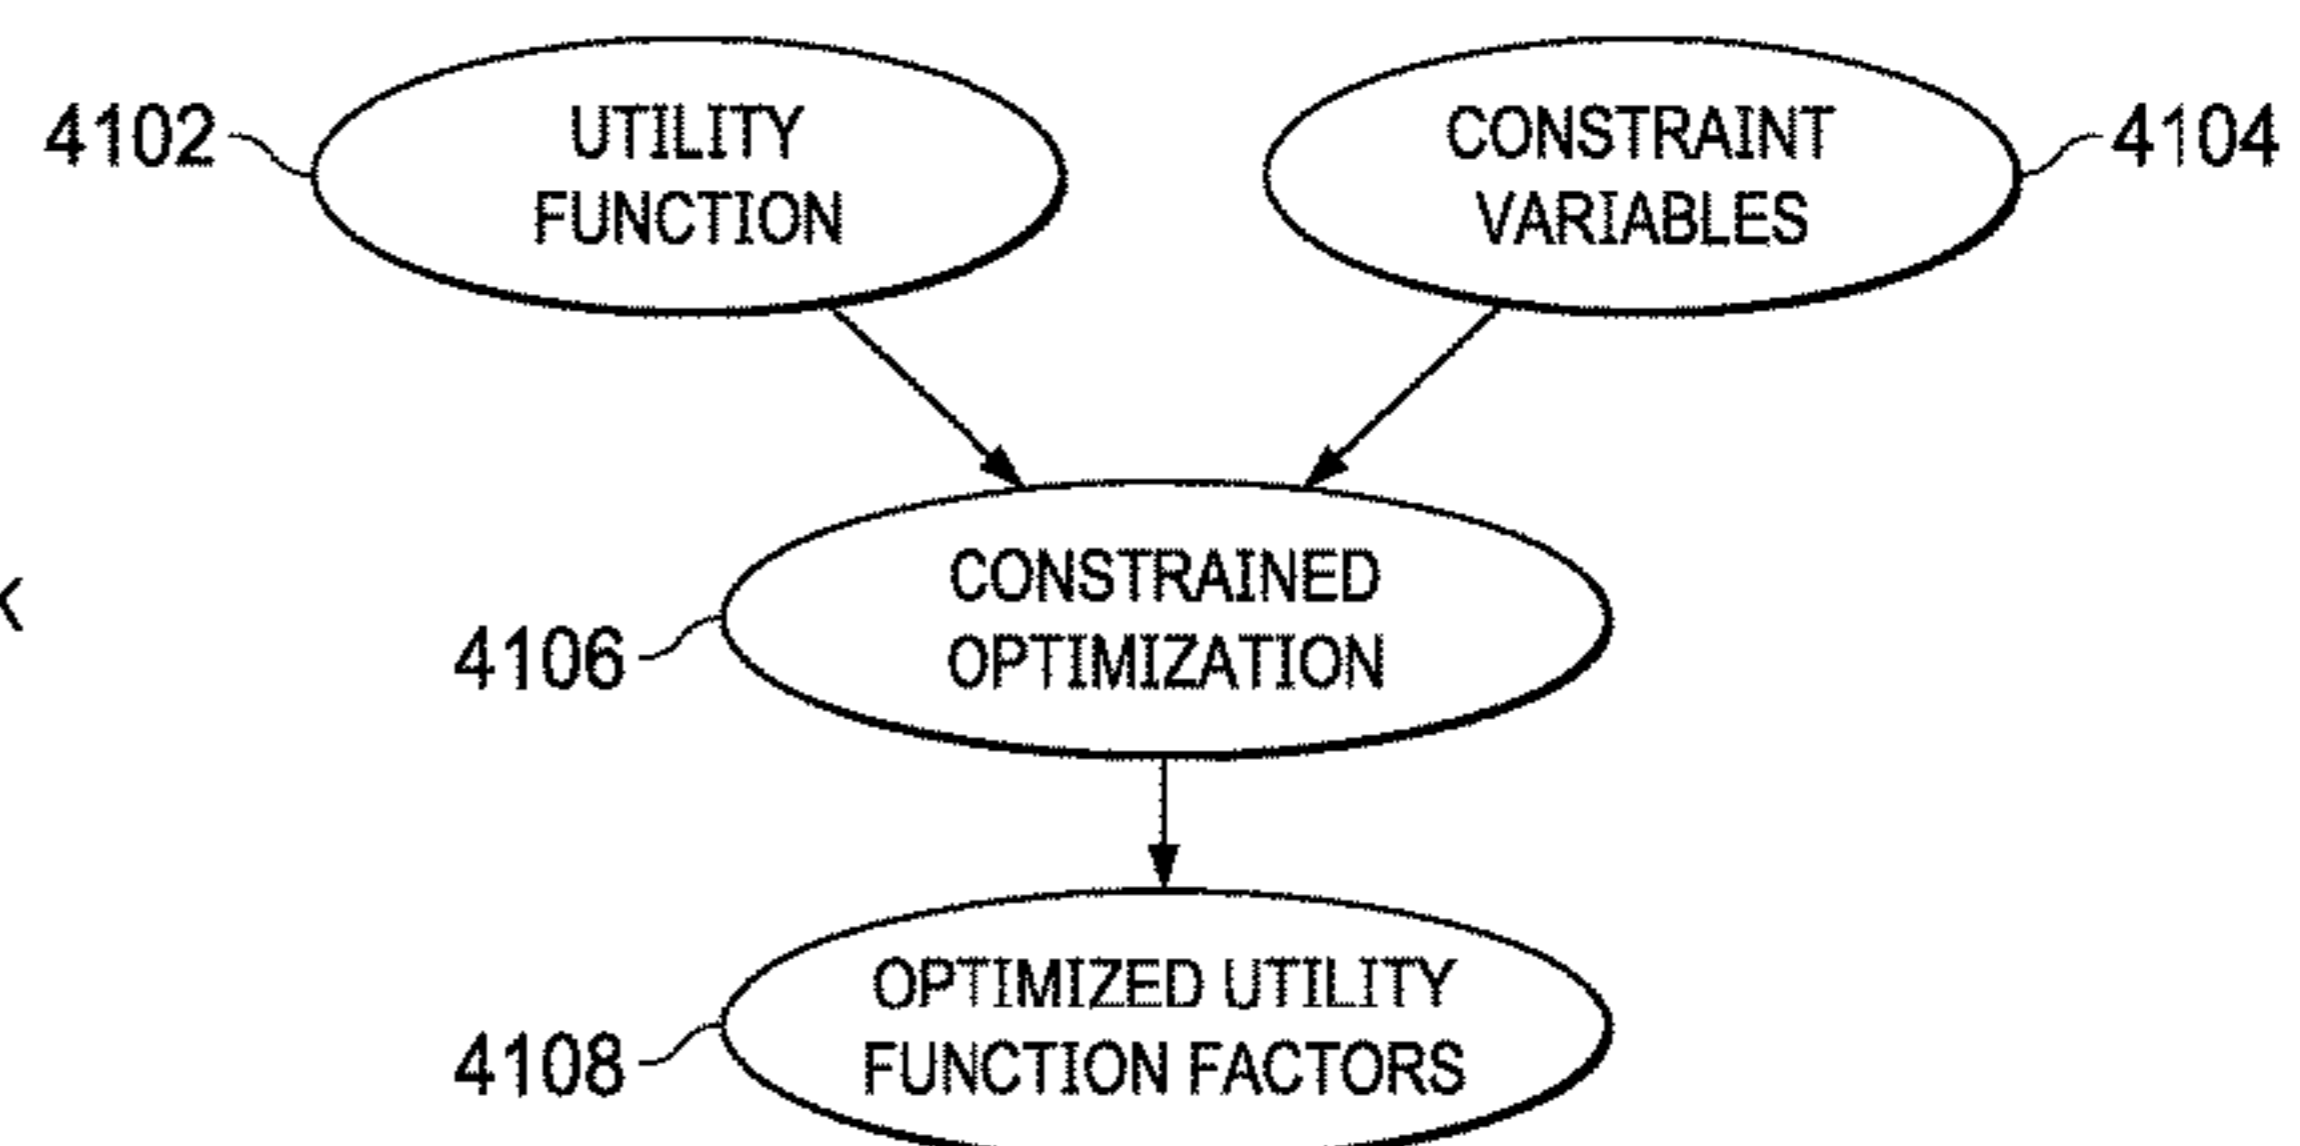 4102
UTILITY
FUNCTION
CONSTRAINT
VARIABLES
4104
CONSTRAINED
OPTIMIZATION
4106
OPTIMIZED UTILITY
FUNCTION FACTORS
4108